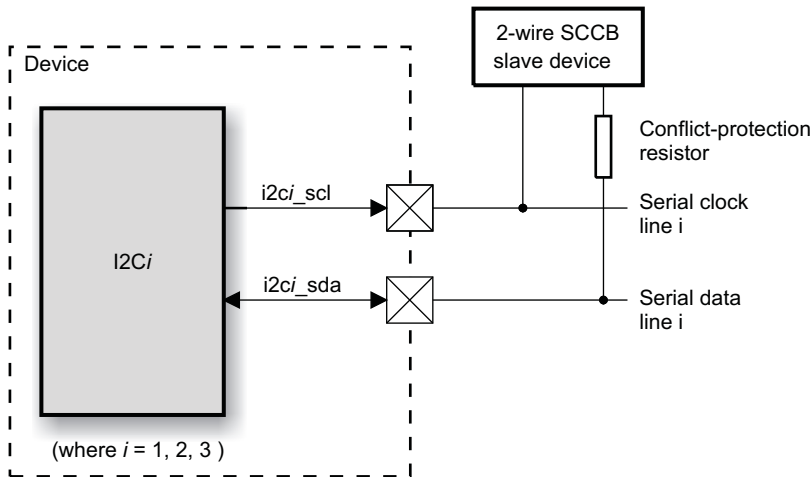 2-wire SCCB
slave device
Device
Conflict-protection
resistor
i2ci_scl
Serial clock
line i
I2Ci
i2ci_sda
Serial data
line i
(where i = 1, 2, 3 )